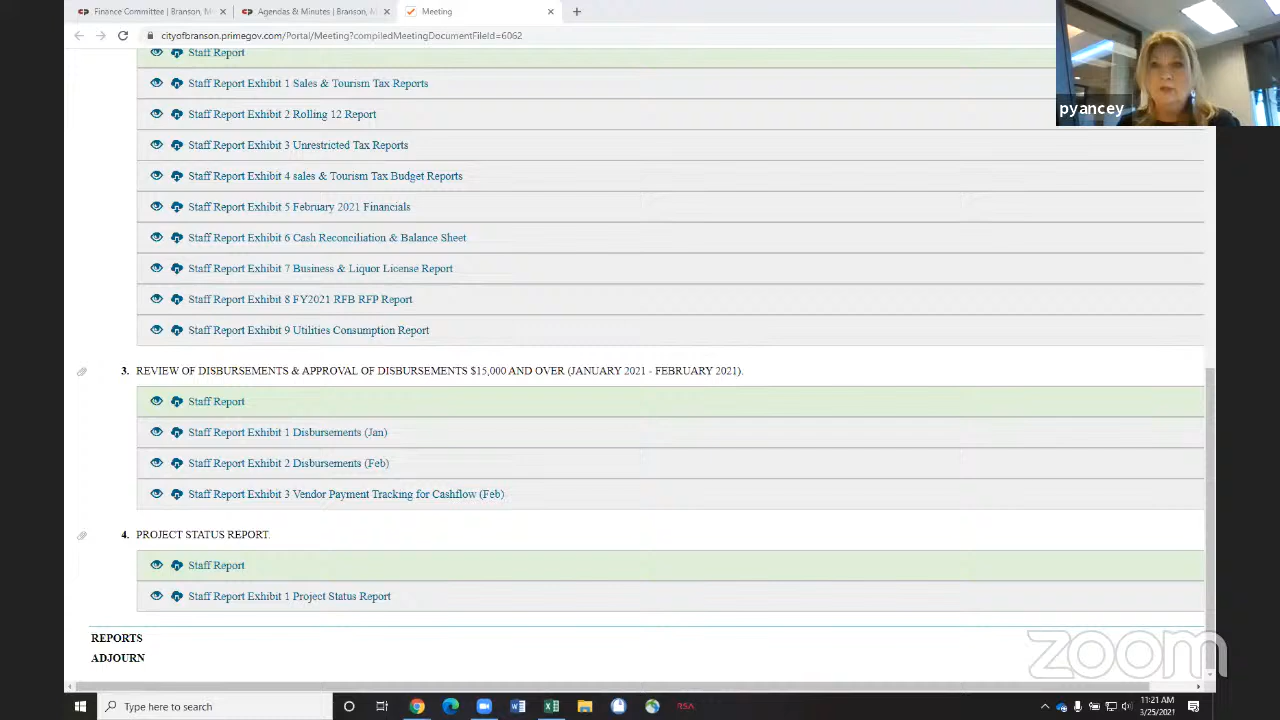 Finance Committee | Branson, M
Agendas & Minutes | Branson, M
Meeting
cityofbranson.primegov.com/Portal/Meeting?compiledMeetingDocumentFileId=6062
pyancey
Staff Report
Staff Report Exhibit 1 Sales & Tourism Tax Reports
Staff Report Exhibit 2 Rolling 12 Report
Staff Report Exhibit 3 Unrestricted Tax Reports
Staff Report Exhibit 4 sales & Tourism Tax Budget Reports
Staff Report Exhibit 5 February 2021 Financials
Staff Report Exhibit 6 Cash Reconciliation & Balance Sheet
Staff Report Exhibit 7 Business & Liquor License Report
Staff Report Exhibit 8 FY2021 RFB RFP Report
Staff Report Exhibit 9 Utilities Consumption Report
3. REVIEW OF DISBURSEMENTS & APPROVAL OF DISBURSEMENTS $15,000 AND OVER (JANUARY 2021 - FEBRUARY 2021).
Staff Report
Staff Report Exhibit 1 Disbursements (Jan)
Staff Report Exhibit 2 Disbursements (Feb)
Staff Report Exhibit 3 Vendor Payment Tracking for Cashflow (Feb)
4. PROJECT STATUS REPORT.
Staff Report
Staff Report Exhibit 1 Project Status Report
REPORTS
ADJOURN
zoom
Type here to search
RSA
11:21 AM
3/25/2021